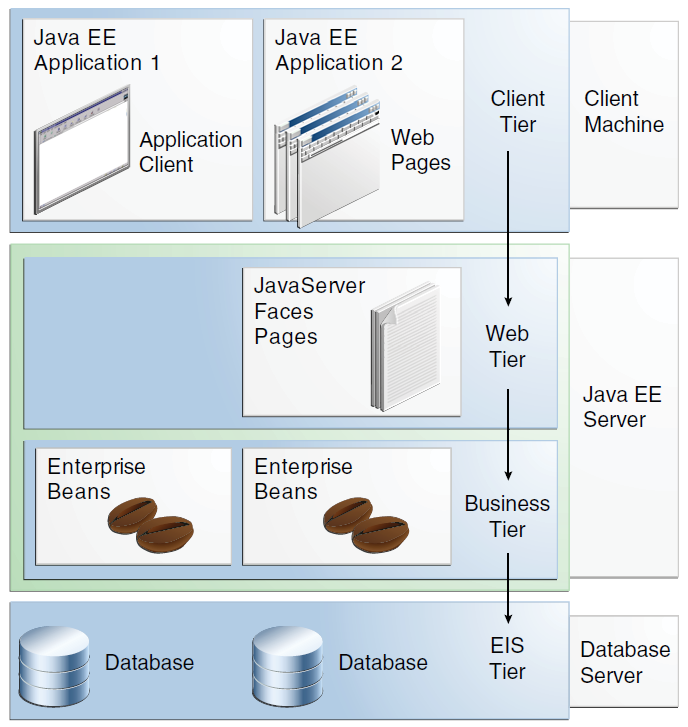 Java EE
Application 1
Application
Client
Java EE
Application 2
Web
Pages
Client
Tier
Client
Machine
JavaServer
Faces
Pages
Web
Tier
Java EE
Server
Enterprise
Beans
Enterprise
Beans
Business
Tier
Database
Database
EIS
Tier
Database
Server